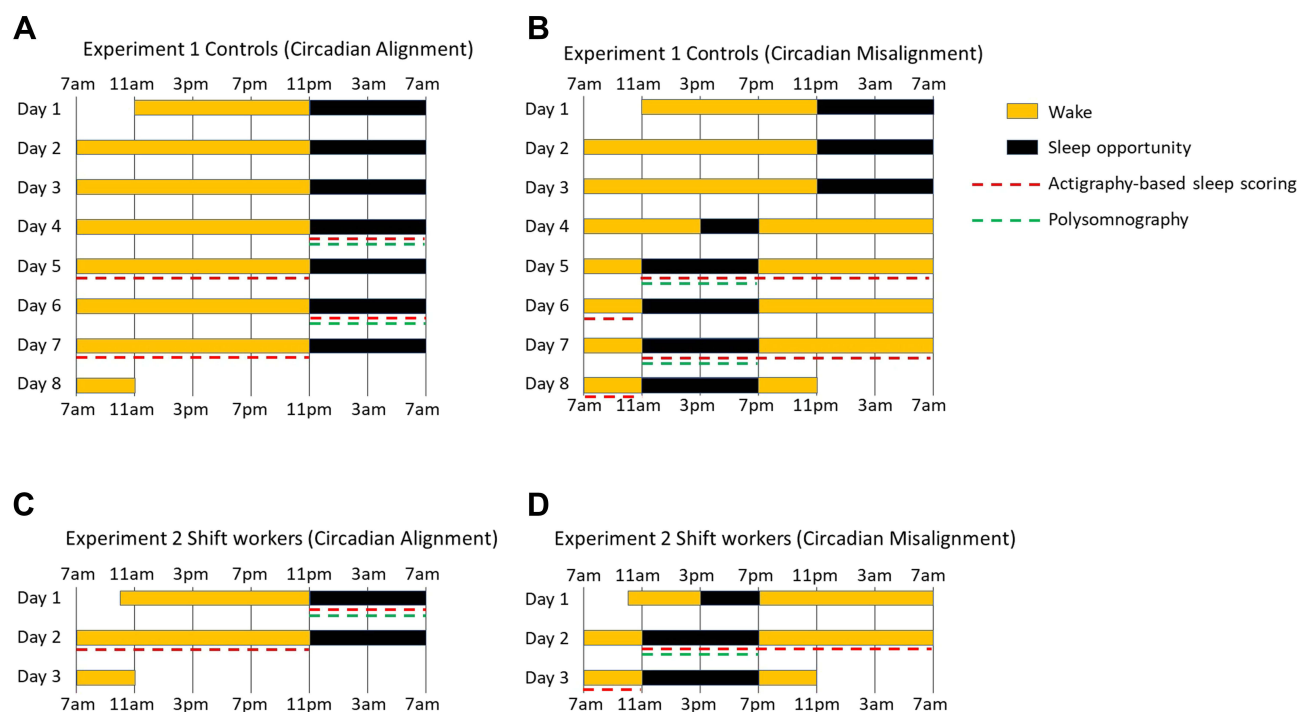 A
Experiment 1 Controls (Circadian Alignment)
7am 11am 3pm 7pm 11pm 3am 7am
Day 1
Day 2
Day 3
Day 4
Day 5
Day 6
Day 7
Day 8
7am 11am 3pm 7pm 11pm 3am 7am
B
Experiment 1 Controls (Circadian Misalignment)
7am 11am 3pm 7pm 11pm 3am 7am
Day 1
Day 2
Day 3
Day 4
Day 5
Day 6
Day 7
Day 8
7am 11am 3pm 7pm 11pm 3am 7am
Wake
Sleep opportunity
Actigraphy-based sleep scoring
Polysomnography
C
Experiment 2 Shift workers (Circadian Alignment)
7am 11am 3pm 7pm 11pm 3am 7am
Day 1
Day 2
Day 3
7am 11am 3pm 7pm 11pm 3am 7am
D
Experiment 2 Shift workers (Circadian Misalignment)
7am 11am 3pm 7pm 11pm 3am 7am
Day 1
Day 2
Day 3
7am 11am 3pm 7pm 11pm 3am 7am